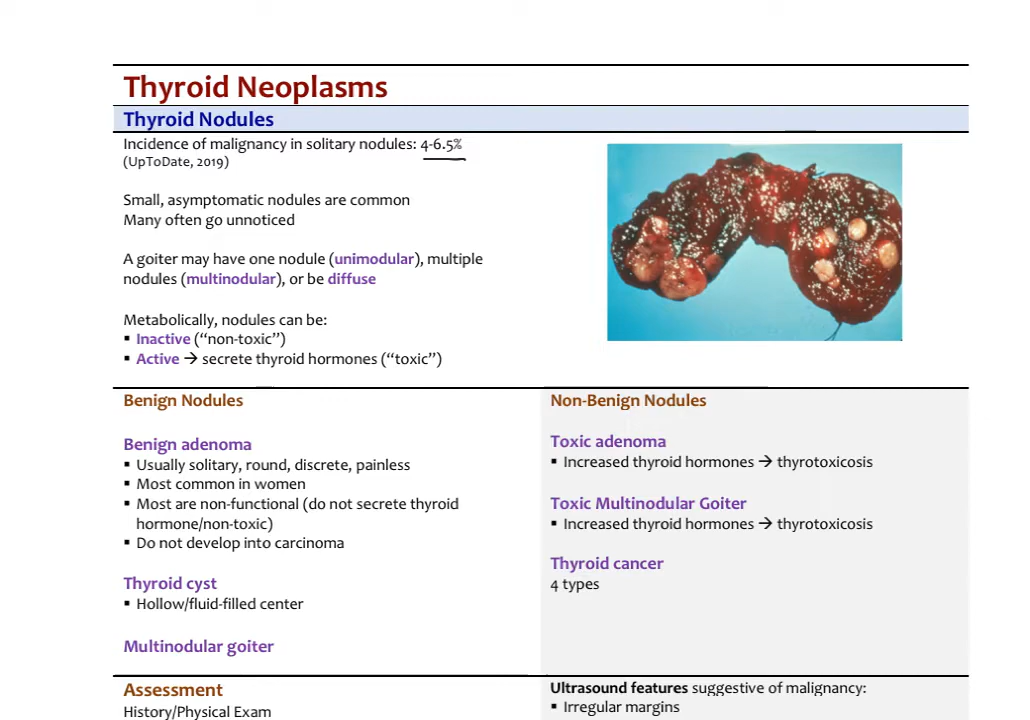 Thyroid Neoplasms
Thyroid Nodules
Incidence of malignancy in solitary nodules: 4-6.5%
(UpToDate, 2019)
Small, asymptomatic nodules are common
Many often go unnoticed
A goiter may have one nodule (unimodular), multiple
nodules (multinodular), or be diffuse
Metabolically, nodules can be:
▪ Inactive (“non-toxic”)
▪ Active → secrete thyroid hormones (“toxic”)
Benign Nodules
Benign adenoma
▪ Usually solitary, round, discrete, painless
▪ Most common in women
▪ Most are non-functional (do not secrete thyroid
hormone/non-toxic)
▪ Do not develop into carcinoma
Thyroid cyst
▪ Hollow/fluid-filled center
Multinodular goiter
Non-Benign Nodules
Toxic adenoma
▪ Increased thyroid hormones → thyrotoxicosis
Toxic Multinodular Goiter
▪ Increased thyroid hormones → thyrotoxicosis
Thyroid cancer
4 types
Assessment
History/Physical Exam
Ultrasound features suggestive of malignancy:
▪ Irregular margins